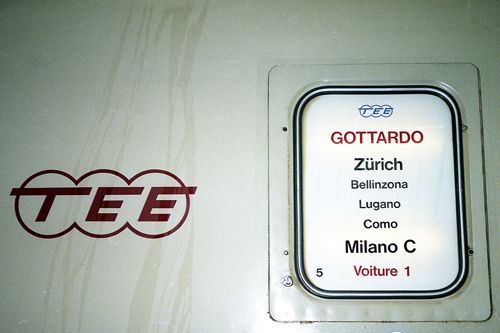 TEE
TEE
GOTTARDO
Zürich
Bellinzona
Lugano
Como
Milano C
5 Voiture 1